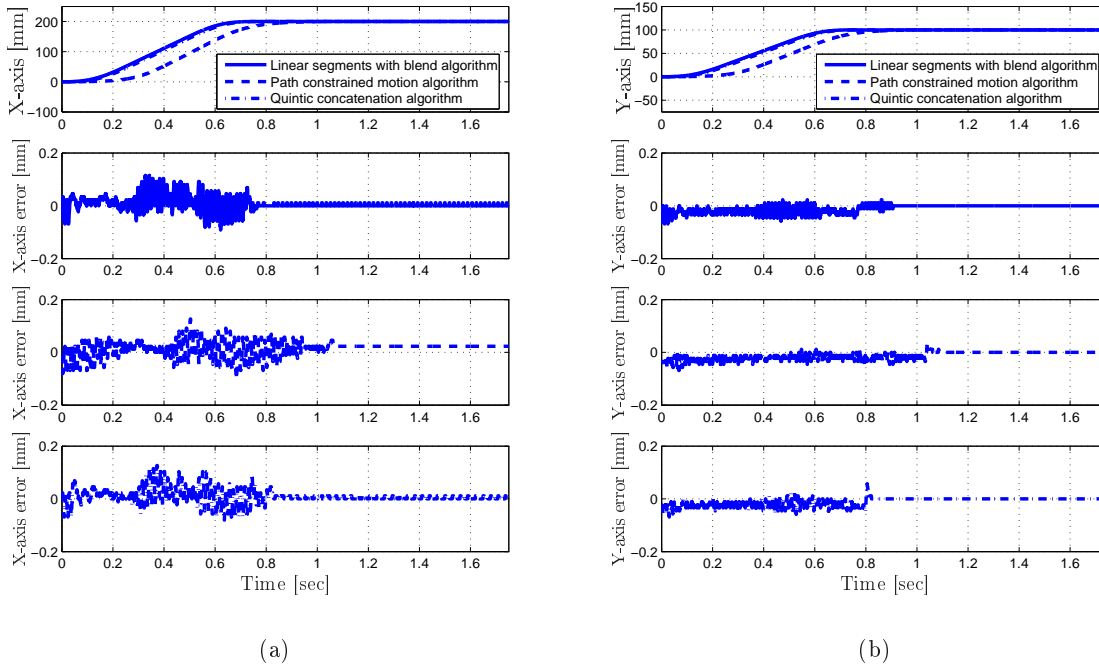 X-axis [mm]
200
100
0
−100
Linear segments with blend algorithm
Path constrained motion algorithm
Quintic concatenation algorithm
0 0.2 0.4 0.6 0.8 1 1.2 1.4 1.6
X-axis error [mm]
0.2
0
−0.2
0 0.2 0.4 0.6 0.8 1 1.2 1.4 1.6
X-axis error [mm]
0.2
0
−0.2
0 0.2 0.4 0.6 0.8 1 1.2 1.4 1.6
X-axis error [mm]
0.2
0
−0.2
0 0.2 0.4 0.6 0.8 1 1.2 1.4 1.6
Time [sec]
(a)
Y-axis [mm]
150
100
50
0
−50
Linear segments with blend algorithm
Path constrained motion algorithm
Quintic concatenation algorithm
0 0.2 0.4 0.6 0.8 1 1.2 1.4 1.6
Y-axis error [mm]
0.2
0
−0.2
0 0.2 0.4 0.6 0.8 1 1.2 1.4 1.6
Y-axis error [mm]
0.2
0
−0.2
0 0.2 0.4 0.6 0.8 1 1.2 1.4 1.6
Y-axis error [mm]
0.2
0
−0.2
0 0.2 0.4 0.6 0.8 1 1.2 1.4 1.6
Time [sec]
(b)